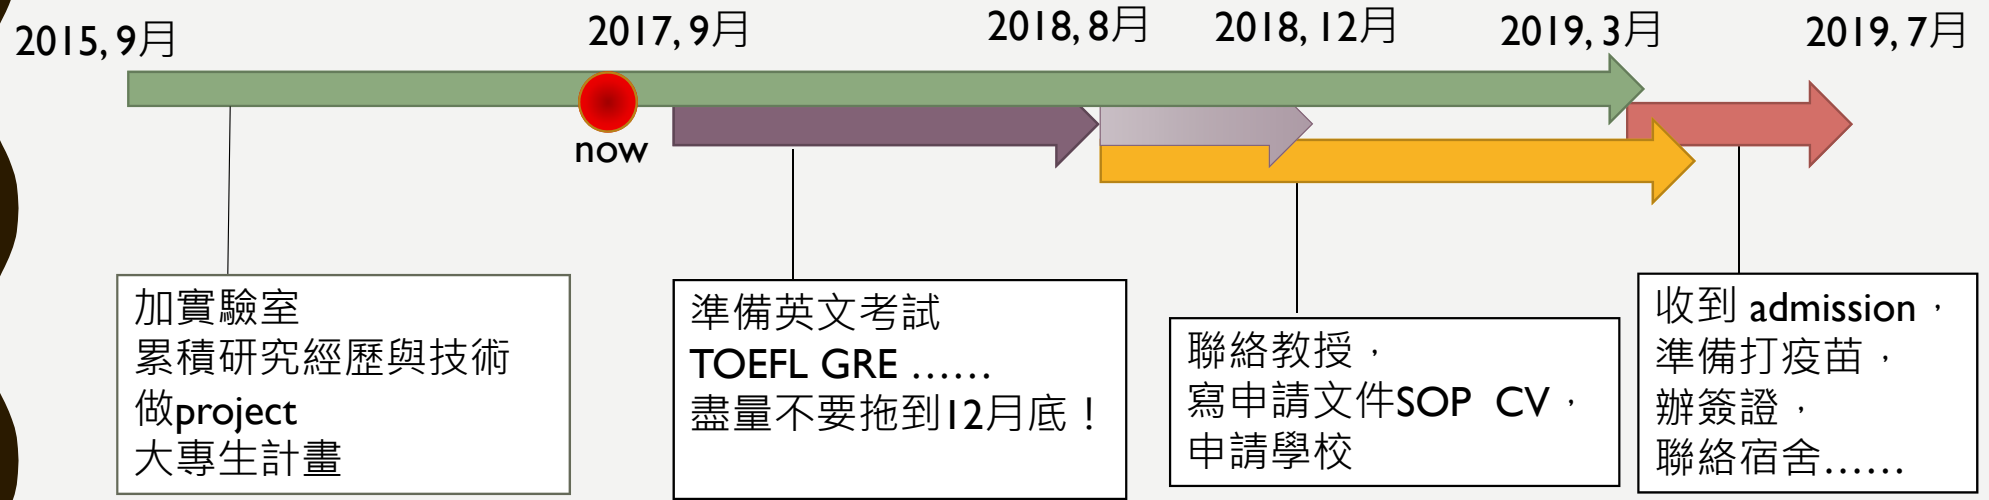 2015, 9月
2017, 9月
2018, 8月
2018, 12月
2019, 3月
2019, 7月
now
加實驗室
累積研究經歷與技術
做project
大專生計畫
準備英文考試
TOEFL GRE ……
盡量不要拖到12月底！
聯絡教授，
寫申請文件SOP CV，
申請學校
收到 admission，
準備打疫苗，
辦簽證，
聯絡宿舍……